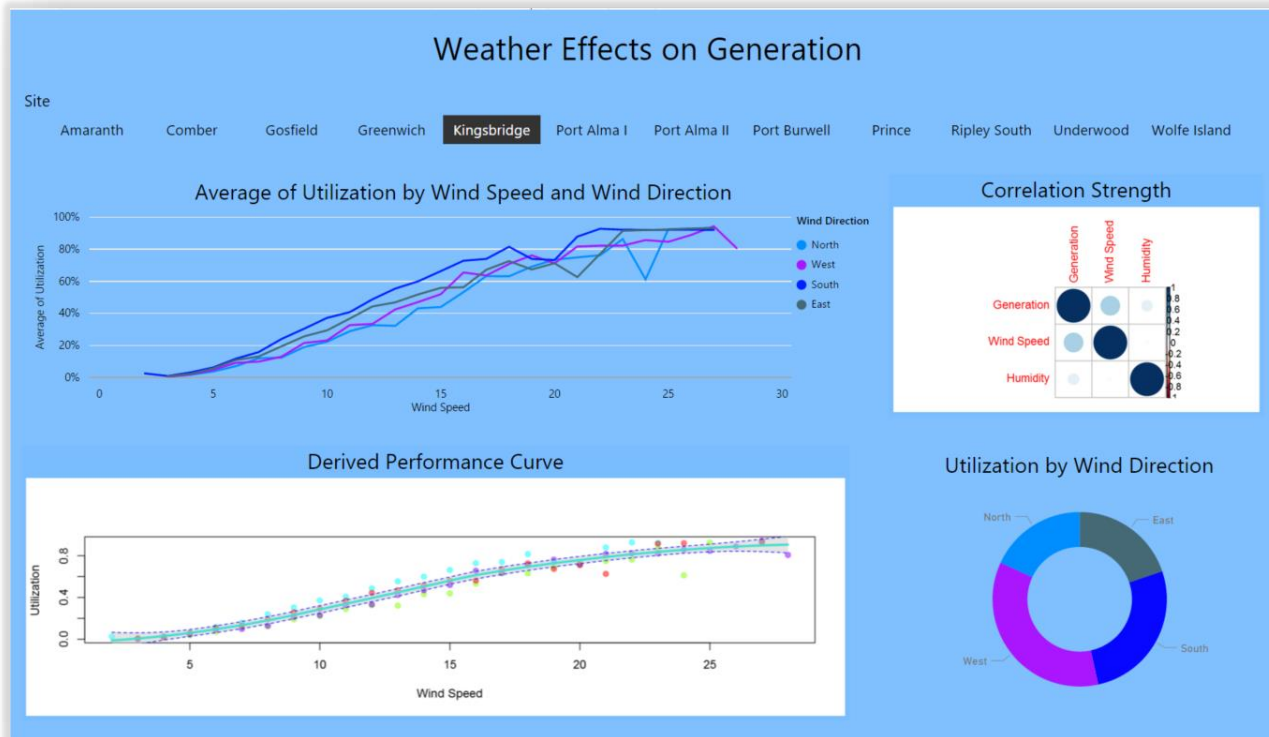 Weather Effects on Generation
Site
Amaranth Comber Gosfield Greenwich Kingsbridge Port Alma I Port Alma II Port Burwell Prince Ripley South Underwood Wolfe Island
Average of Utilization by Wind Speed and Wind Direction
100%
80%
60%
40%
20%
0%
Average of Utilization
0 5 10 15 20 25 30
Wind Speed
Wind Direction
North
West
South
East
Correlation Strength
Generation
Wind Speed
Humidity
Generation
Wind Speed
Humidity
1
0.8
0.6
0.4
0.2
0
-0.2
-0.4
-0.6
-0.8
-1
Derived Performance Curve
Utilization
0.8
0.4
0.0
5 10 15 20 25
Wind Speed
Utilization by Wind Direction
North
East
West
South